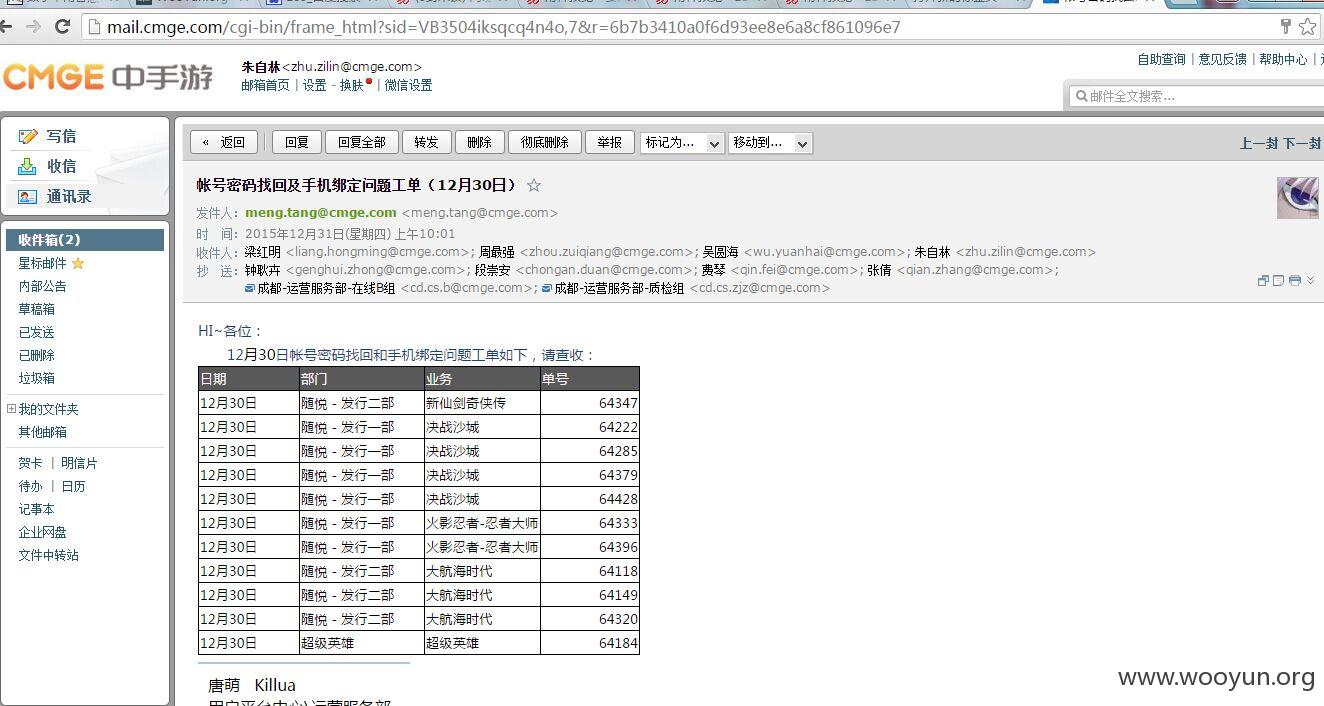 mail.cmge.com/cgi-bin/frame_html?sid=VB3504iksqcq4n4o,7&r=6b7b3410a0f6d93ee8e6a8cf861096e7
CMGE 中手游
朱自林<zhu.zilin@cmge.com>
邮箱首页 | 设置 - 换肤 | 微信设置
自助查询 | 意见反馈 | 帮助中心 |
邮件全文搜索...
写信
收信
通讯录
收件箱(2)
星标邮件
内部公告
草稿箱
已发送
已删除
垃圾箱
我的文件夹
其他邮箱
贺卡 | 明信片
待办 | 日历
记事本
企业网盘
文件中转站
« 返回 回复 回复全部 转发 删除 彻底删除 举报 标记为... 移动到... 上一封 下一封
帐号密码找回及手机绑定问题工单（12月30日） ☆
发件人：meng.tang@cmge.com <meng.tang@cmge.com>
时 间：2015年12月31日(星期四) 上午10:01
收件人：梁红明 <liang.hongming@cmge.com>; 周最强 <zhou.zuiqiang@cmge.com>; 吴圆海 <wu.yuanhai@cmge.com>; 朱自林 <zhu.zilin@cmge.com>
抄 送：钟耿卉 <genghui.zhong@cmge.com>; 段崇安 <chongan.duan@cmge.com>; 费琴 <qin.fei@cmge.com>; 张倩 <qian.zhang@cmge.com>;
成都-运营服务部-在线B组 <cd.cs.b@cmge.com>; 成都-运营服务部-质检组 <cd.cs.zjz@cmge.com>
HI~各位：
12月30日帐号密码找回和手机绑定问题工单如下，请查收：
日期 部门 业务 单号
12月30日 随悦 - 发行二部 新仙剑奇侠传 64347
12月30日 随悦 - 发行一部 决战沙城 64222
12月30日 随悦 - 发行一部 决战沙城 64285
12月30日 随悦 - 发行一部 决战沙城 64379
12月30日 随悦 - 发行一部 决战沙城 64428
12月30日 随悦 - 发行一部 火影忍者-忍者大师 64333
12月30日 随悦 - 发行一部 火影忍者-忍者大师 64396
12月30日 随悦 - 发行二部 大航海时代 64118
12月30日 随悦 - 发行二部 大航海时代 64149
12月30日 随悦 - 发行二部 大航海时代 64320
12月30日 超级英雄 超级英雄 64184
唐萌 Killua
www.wooyun.org